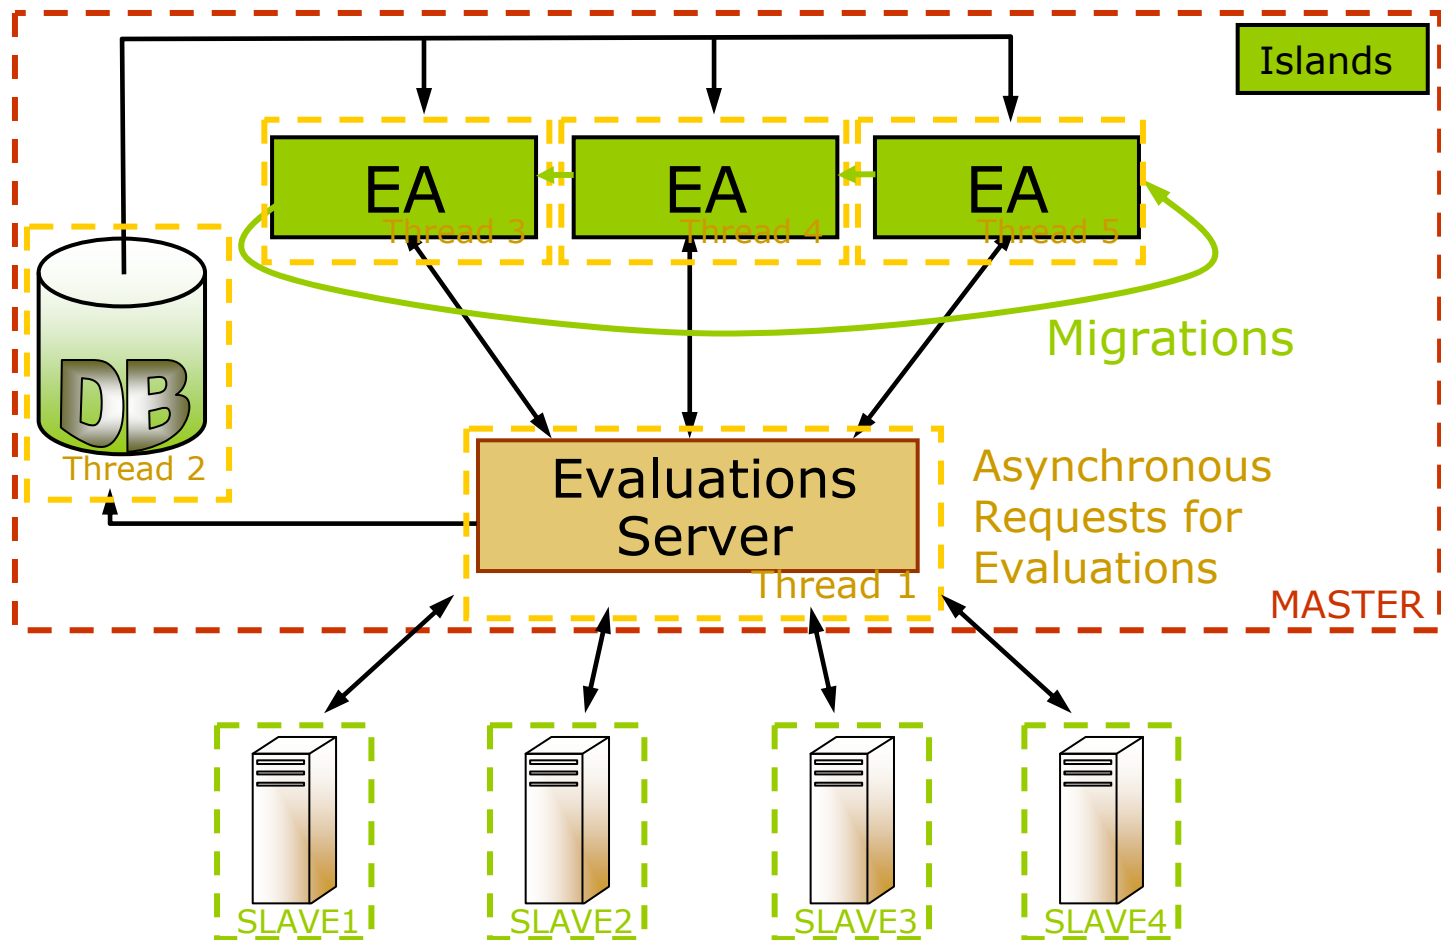 Islands
EA
EA
EA
Thread 3
Thread 4
Thread 5
Migrations
DB
Thread 2
Evaluations
Server
Thread 1
Asynchronous
Requests for
Evaluations
MASTER
SLAVE1
SLAVE2
SLAVE3
SLAVE4